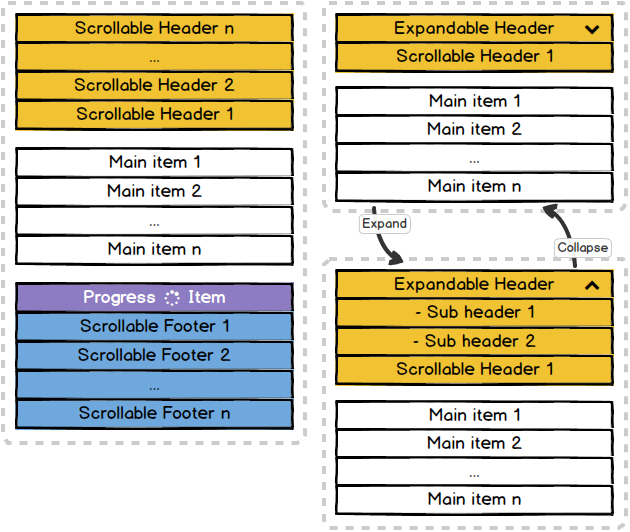 Scrollable Header n
...
Scrollable Header 2
Scrollable Header 1
Main item 1
Main item 2
...
Main item n
Progress Item
Scrollable Footer 1
Scrollable Footer 2
...
Scrollable Footer n
Expandable Header
Scrollable Header 1
Main item 1
Main item 2
...
Main item n
Expand
Collapse
Expandable Header
- Sub header 1
- Sub header 2
Scrollable Header 1
Main item 1
Main item 2
...
Main item n